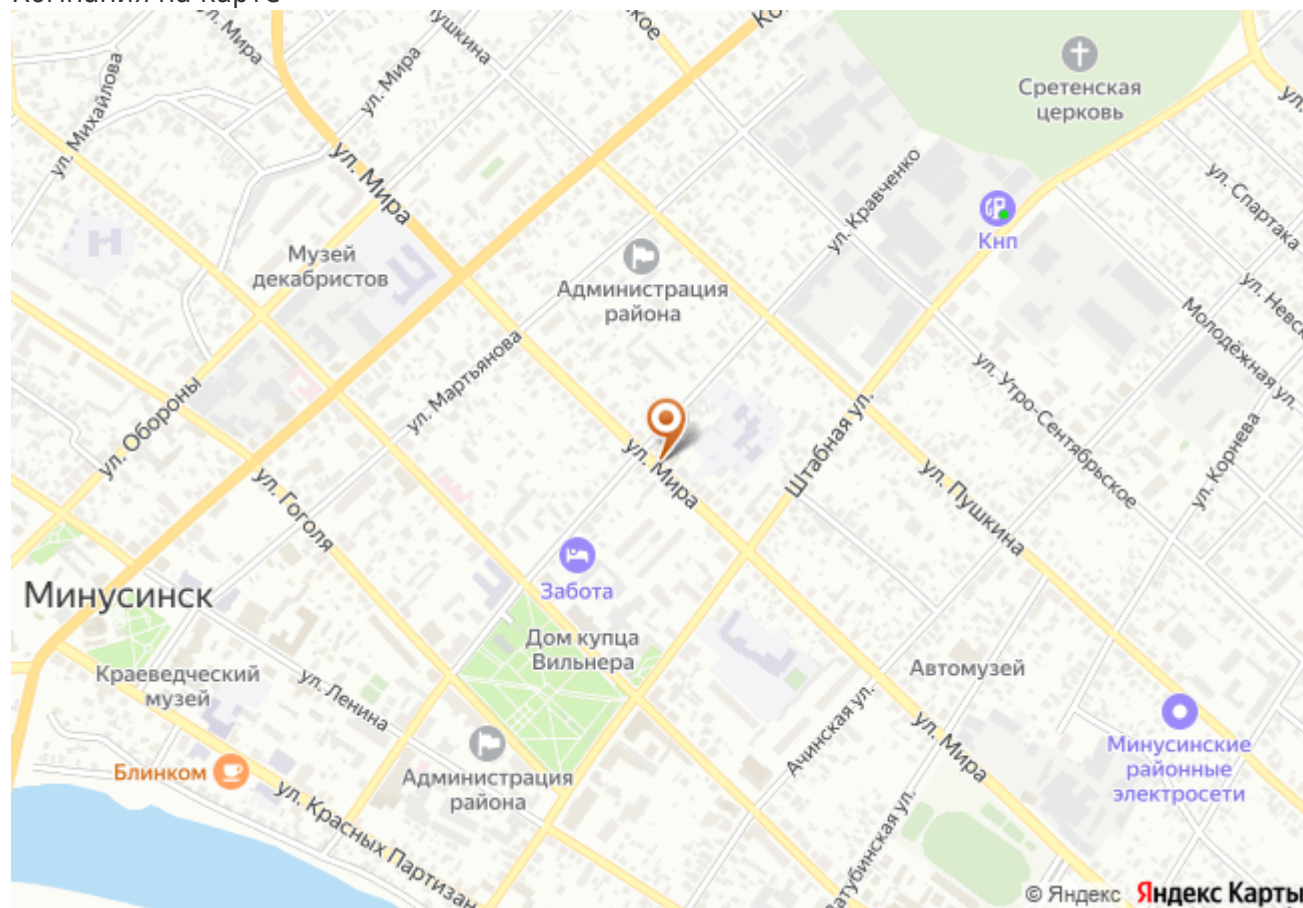 Компания на карте
ул. Мира
Пушкина
ул. Мира
ул. Михайлова
Сретенская
церковь
ул. Мира
ул. Кравченко
ул. Спартака
Кнп
Музей
декабристов
Администрация
района
ул. Мартьянова
Молодёжная ул.
ул. Обороны
ул. Утро-Сентябрьское
ул. Корнева
Штабная ул.
ул. Мира
ул. Гоголя
ул. Пушкина
Забота
Минусинск
Дом купца
Вильнера
Краеведческий
музей
ул. Ленина
Автомузей
Ачинская ул.
ул. Мира
Минусинские
районные
электросети
Администрация
района
Блинком
ул. Красных Партизан
© Яндекс Яндекс Карты